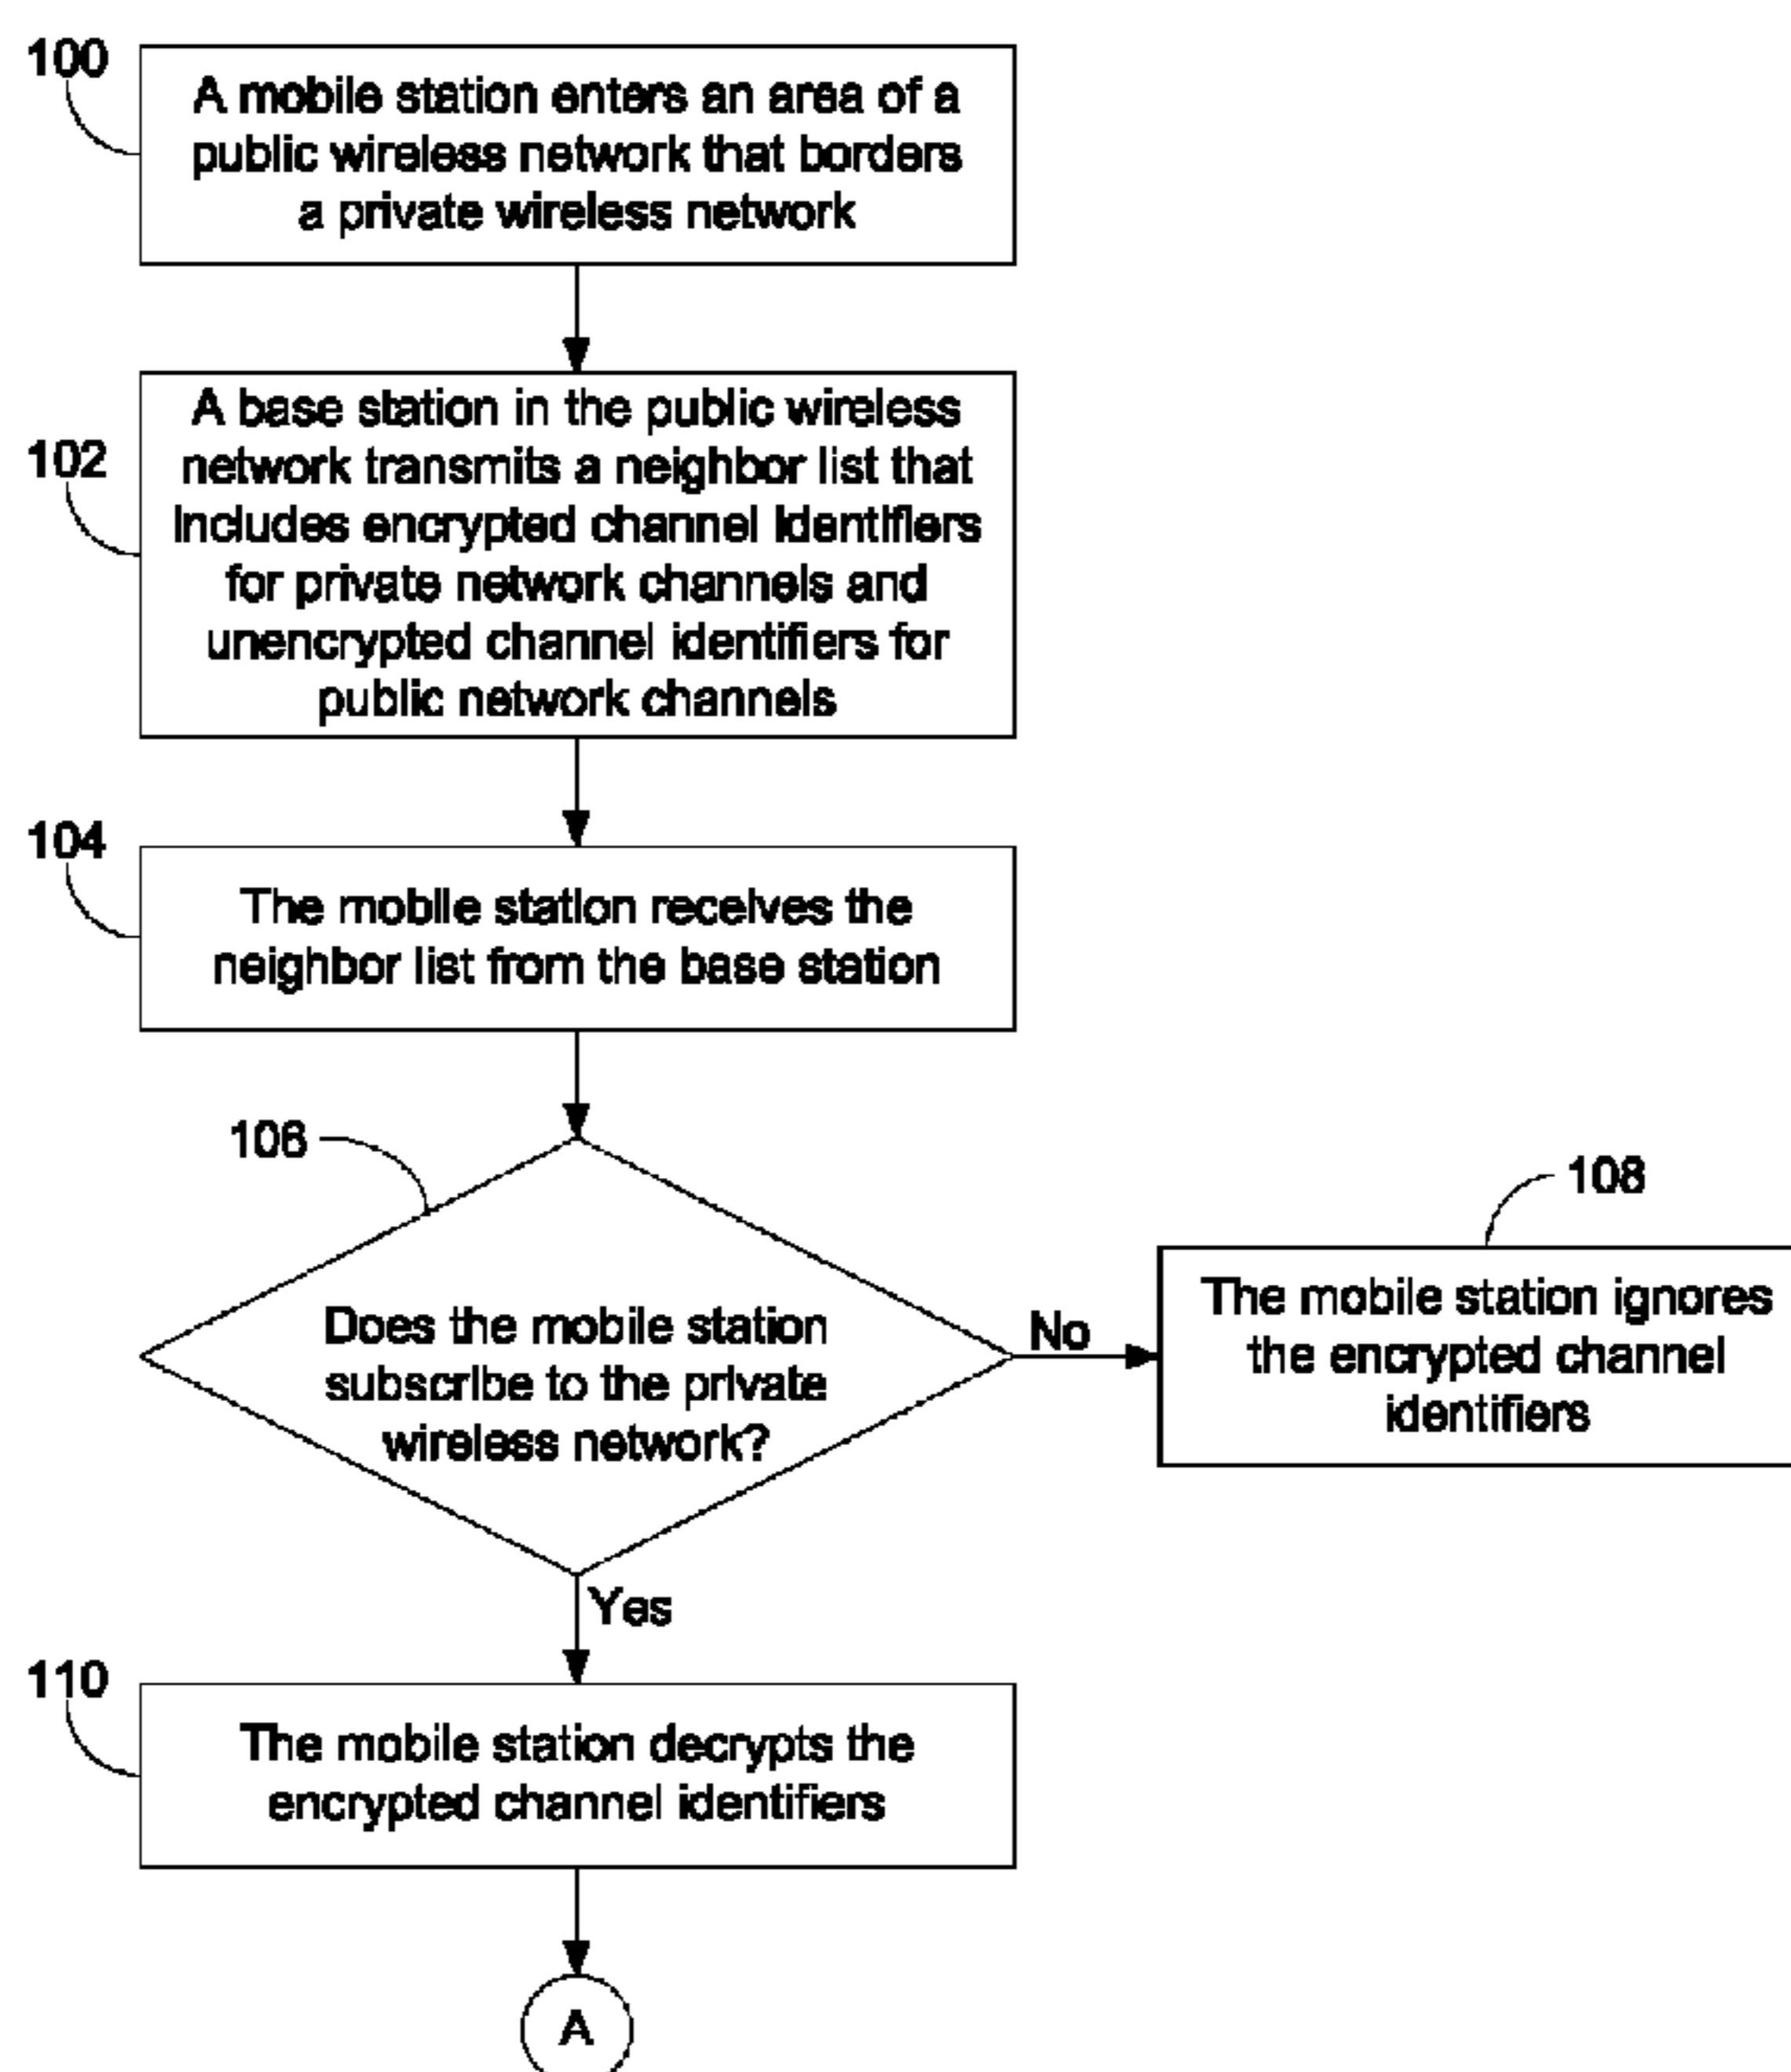 100
A mobile station enters an area of a
public wireless network that borders
a private wireless network
102
A base station in the public wireless
network transmits a neighbor list that
includes encrypted channel identifiers
for private network channels and
unencrypted channel identifiers for
public network channels
104
The mobile station receives the
neighbor list from the base station
106
Does the mobile station
subscribe to the private
wireless network?
No
108
The mobile station ignores
the encrypted channel
identifiers
Yes
110
The mobile station decrypts the
encrypted channel identifiers
A